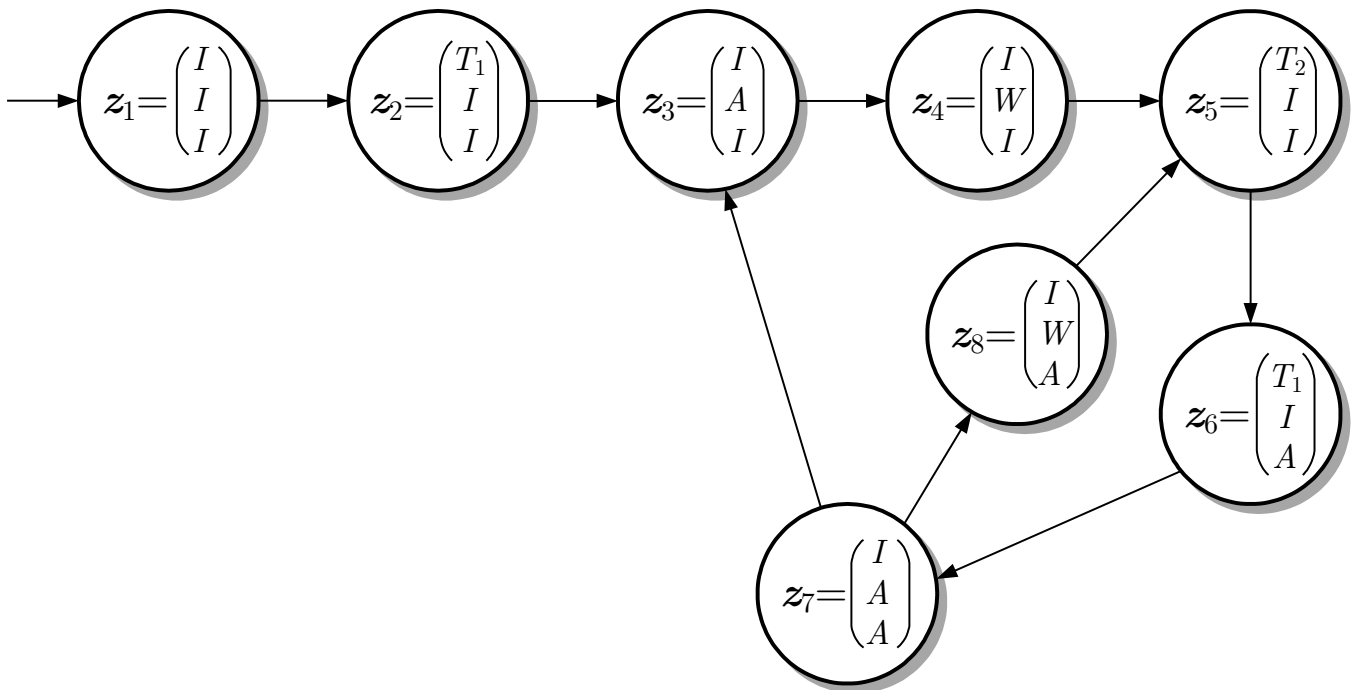 z₁= (I I I)
z₂= (T₁ I I)
z₃= (I A I)
z₄= (I W I)
z₅= (T₂ I I)
z₈= (I W A)
z₆= (T₁ I A)
z₇= (I A A)